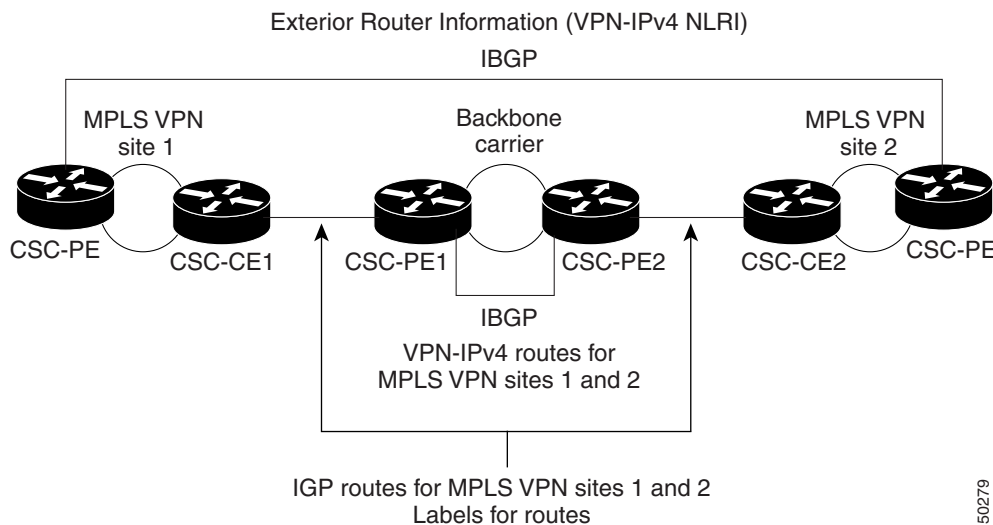 Exterior Router Information (VPN-IPv4 NLRI)
IBGP
MPLS VPN
site 1
Backbone
carrier
MPLS VPN
site 2
CSC-PE
CSC-CE1
CSC-PE1
CSC-PE2
CSC-CE2
CSC-PE
IBGP
VPN-IPv4 routes for
MPLS VPN sites 1 and 2
IGP routes for MPLS VPN sites 1 and 2
Labels for routes
50279